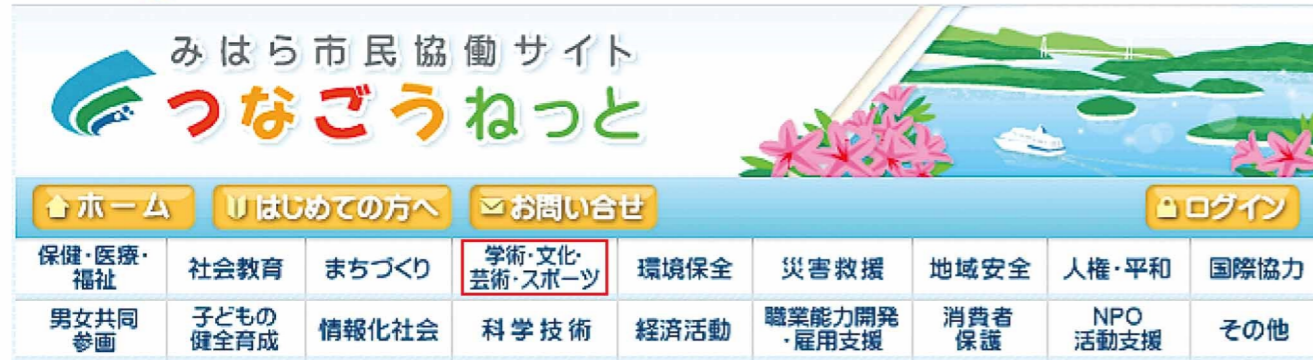 みはら市民協働サイト
つなごうねっと
ホーム
はじめての方へ
お問い合せ
ログイン
保健・医療・
福祉
社会教育
まちづくり
学術・文化・
芸術・スポーツ
環境保全
災害救援
地域安全
人権・平和
国際協力
男女共同
参画
子どもの
健全育成
情報化社会
科学技術
経済活動
職業能力開発
・雇用支援
消費者
保護
NPO
活動支援
その他